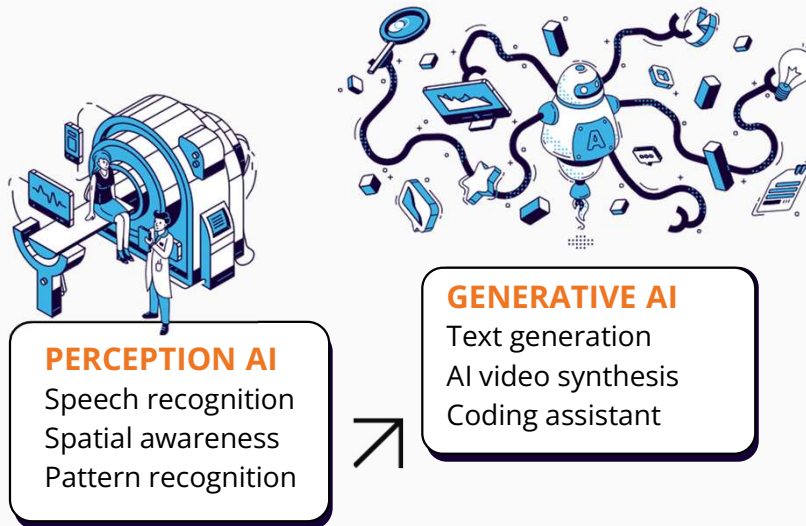 A
PERCEPTION AI
Speech recognition
Spatial awareness
Pattern recognition
GENERATIVE AI
Text generation
AI video synthesis
Coding assistant